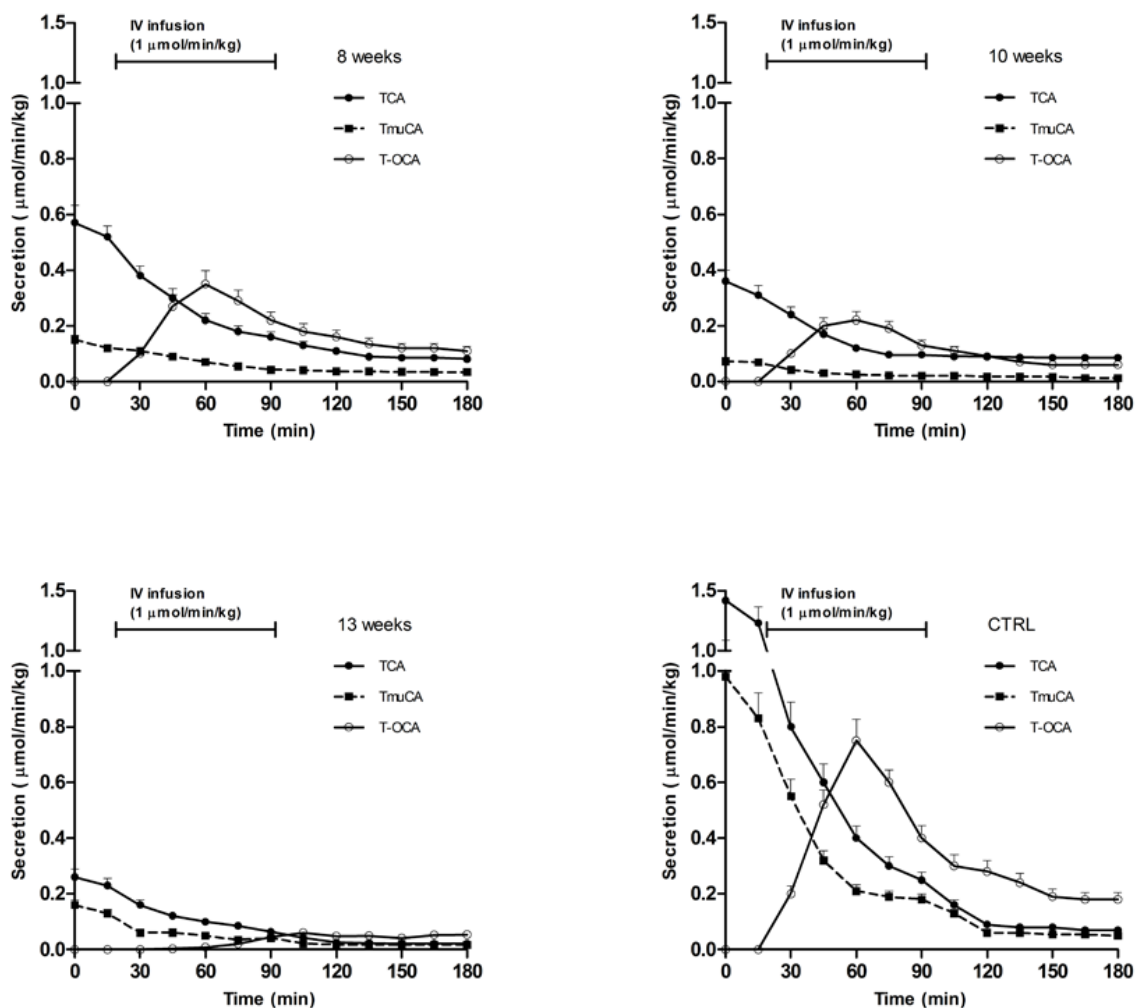 IV infusion
(1 μmol/min/kg)
8 weeks
TCA
TmuCA
T-OCA
Secretion ( μmol/min/kg)
1.5
1.0
1.0
0.8
0.6
0.4
0.2
0.0
0 30 60 90 120 150 180
Time (min)
IV infusion
(1 μmol/min/kg)
10 weeks
TCA
TmuCA
T-OCA
Secretion ( μmol/min/kg)
1.5
1.0
1.0
0.8
0.6
0.4
0.2
0.0
0 30 60 90 120 150 180
Time (min)
IV infusion
(1 μmol/min/kg)
13 weeks
TCA
TmuCA
T-OCA
Secretion ( μmol/min/kg)
1.5
1.0
1.0
0.8
0.6
0.4
0.2
0.0
0 30 60 90 120 150 180
Time (min)
IV infusion
(1 μmol/min/kg)
CTRL
TCA
TmuCA
T-OCA
Secretion ( μmol/min/kg)
1.5
1.0
1.0
0.8
0.6
0.4
0.2
0.0
0 30 60 90 120 150 180
Time (min)